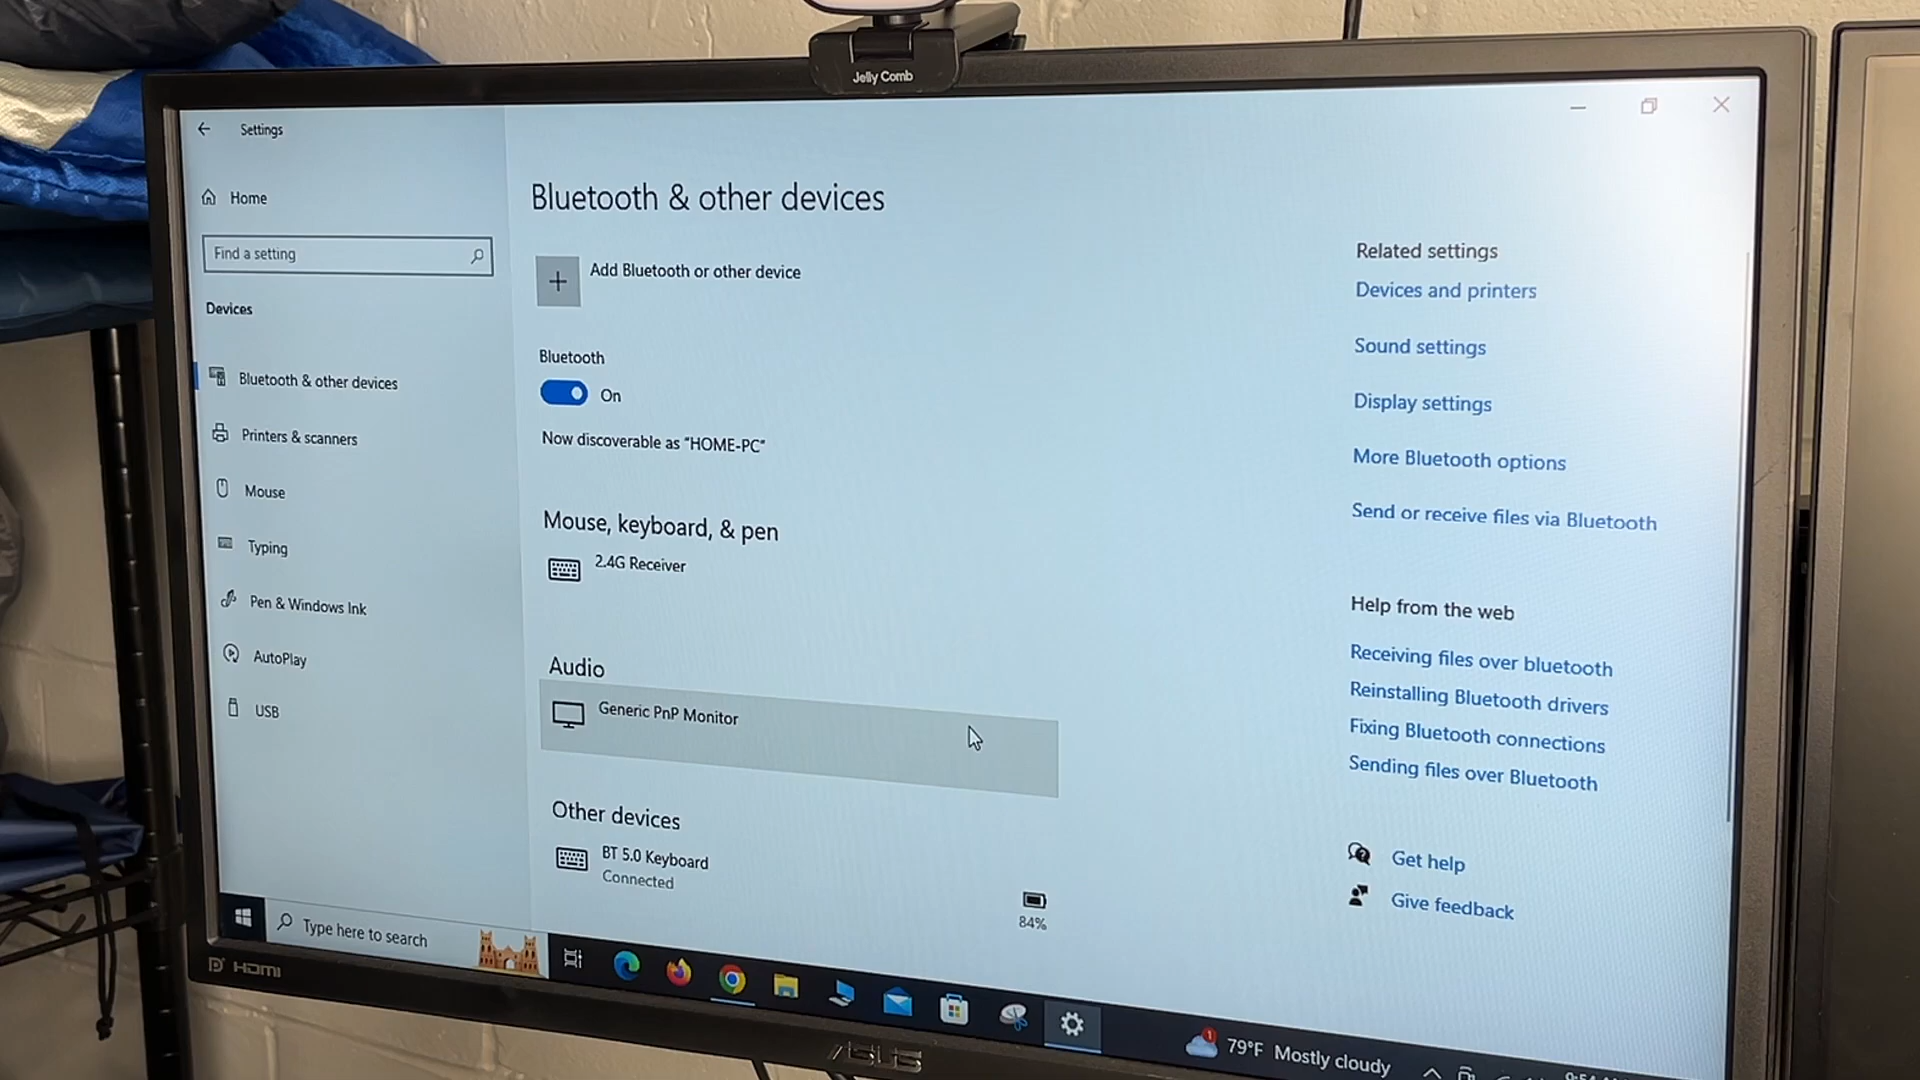 Jelly Comb
Settings
Home
Find a setting
Devices
Bluetooth & other devices
Printers & scanners
Mouse
Typing
Pen & Windows Ink
AutoPlay
USB
Bluetooth & other devices
Add Bluetooth or other device
Bluetooth
On
Now discoverable as "HOME-PC"
Mouse, keyboard, & pen
2.4G Receiver
Audio
Generic PnP Monitor
Other devices
BT 5.0 Keyboard
Connected
84%
Related settings
Devices and printers
Sound settings
Display settings
More Bluetooth options
Send or receive files via Bluetooth
Help from the web
Receiving files over bluetooth
Reinstalling Bluetooth drivers
Fixing Bluetooth connections
Sending files over Bluetooth
Get help
Give feedback
Type here to search
1
79°F Mostly cloudy
HDMI
ASUS